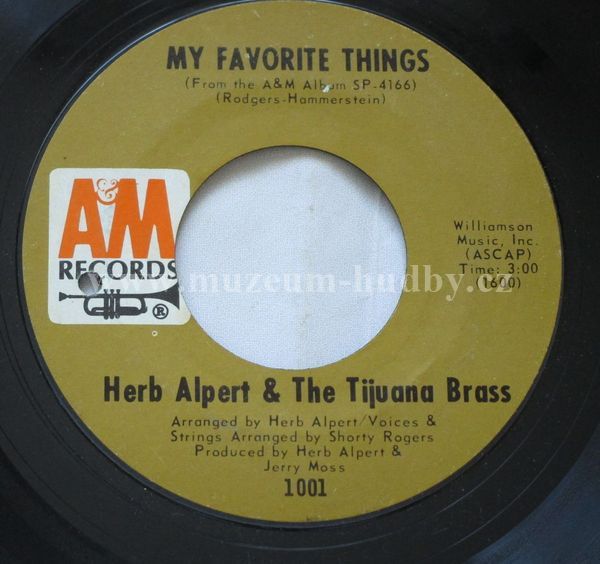 MY FAVORITE THINGS
(From the A&M Album SP-4166)
(Rodgers-Hammerstein)
A&M
RECORDS
®
Williamson
Music, Inc.
(ASCAP)
Time: 3:00
(1600)
www.muzeum-hudby.cz
Herb Alpert & The Tijuana Brass
Arranged by Herb Alpert/Voices &
Strings Arranged by Shorty Rogers
Produced by Herb Alpert &
Jerry Moss
1001